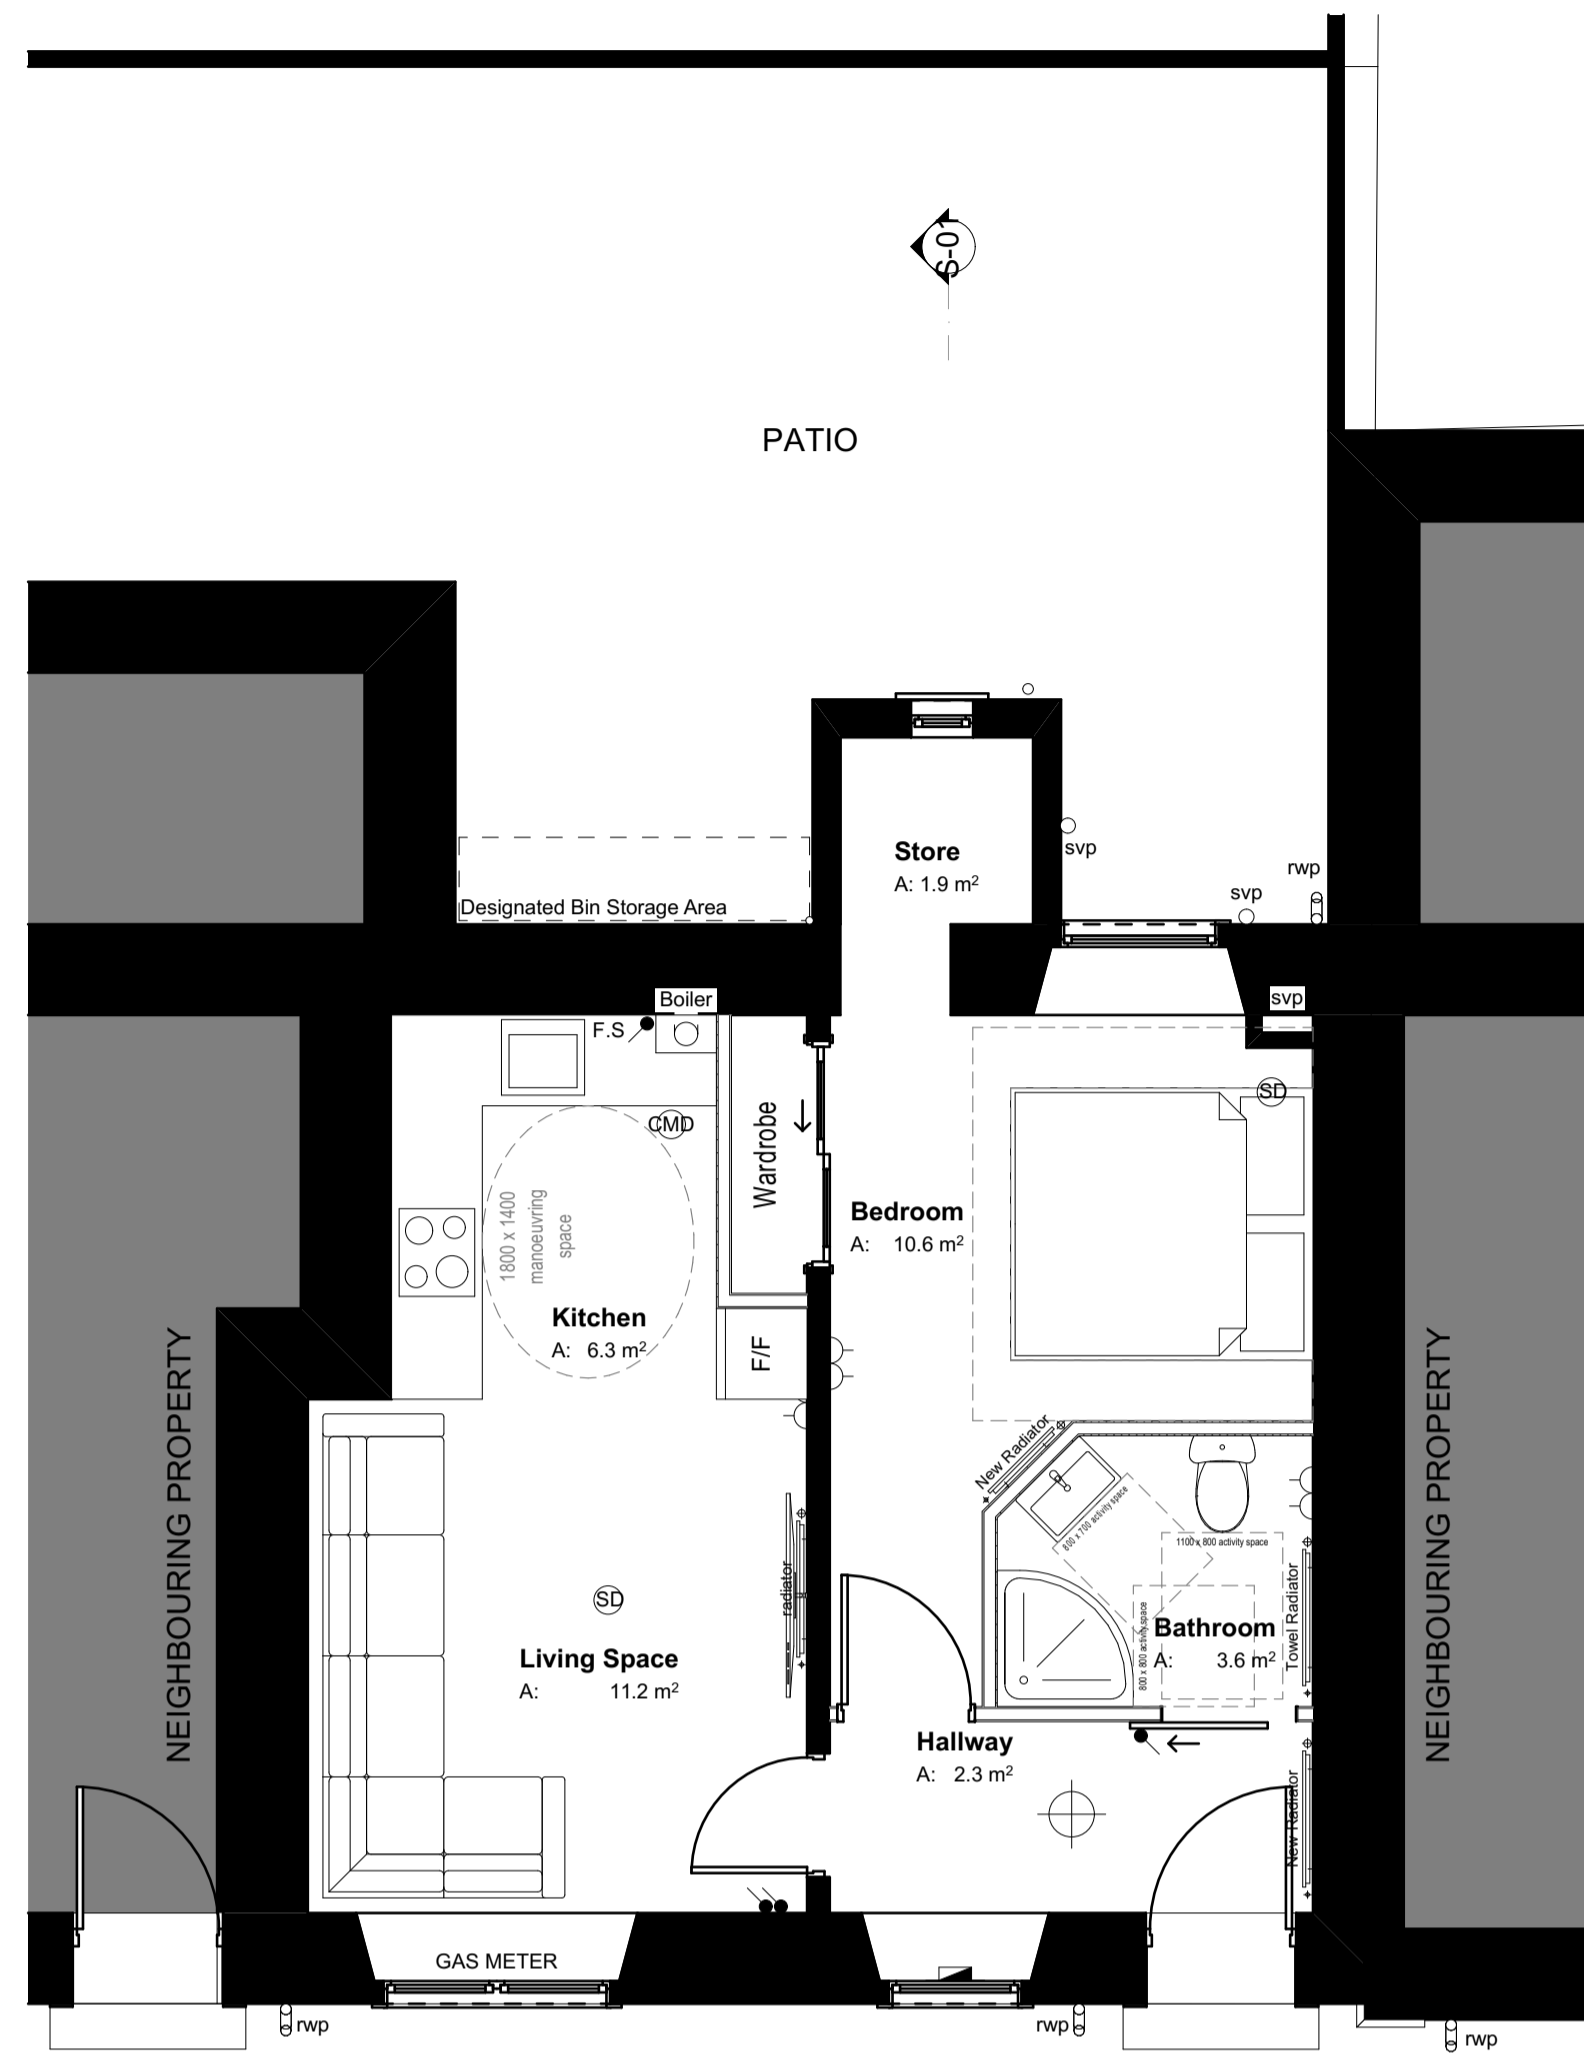 S-01
PATIO
Store
A: 1.9 m²
svp
rwp
svp
Designated Bin Storage Area
Boiler
svp
F.S
SD
CMD
Wardrobe
1800 x 1400
manoeuvring
space
Bedroom
A: 10.6 m²
Kitchen
A: 6.3 m²
F/F
NEIGHBOURING PROPERTY
NEIGHBOURING PROPERTY
New Radiator
800 x 700 activity space
1100 x 800 activity space
radiator
SD
Towel Radiator
800 x 800 activity space
Bathroom
A: 3.6 m²
Living Space
A: 11.2 m²
Hallway
A: 2.3 m²
New Radiator
GAS METER
rwp
rwp
rwp